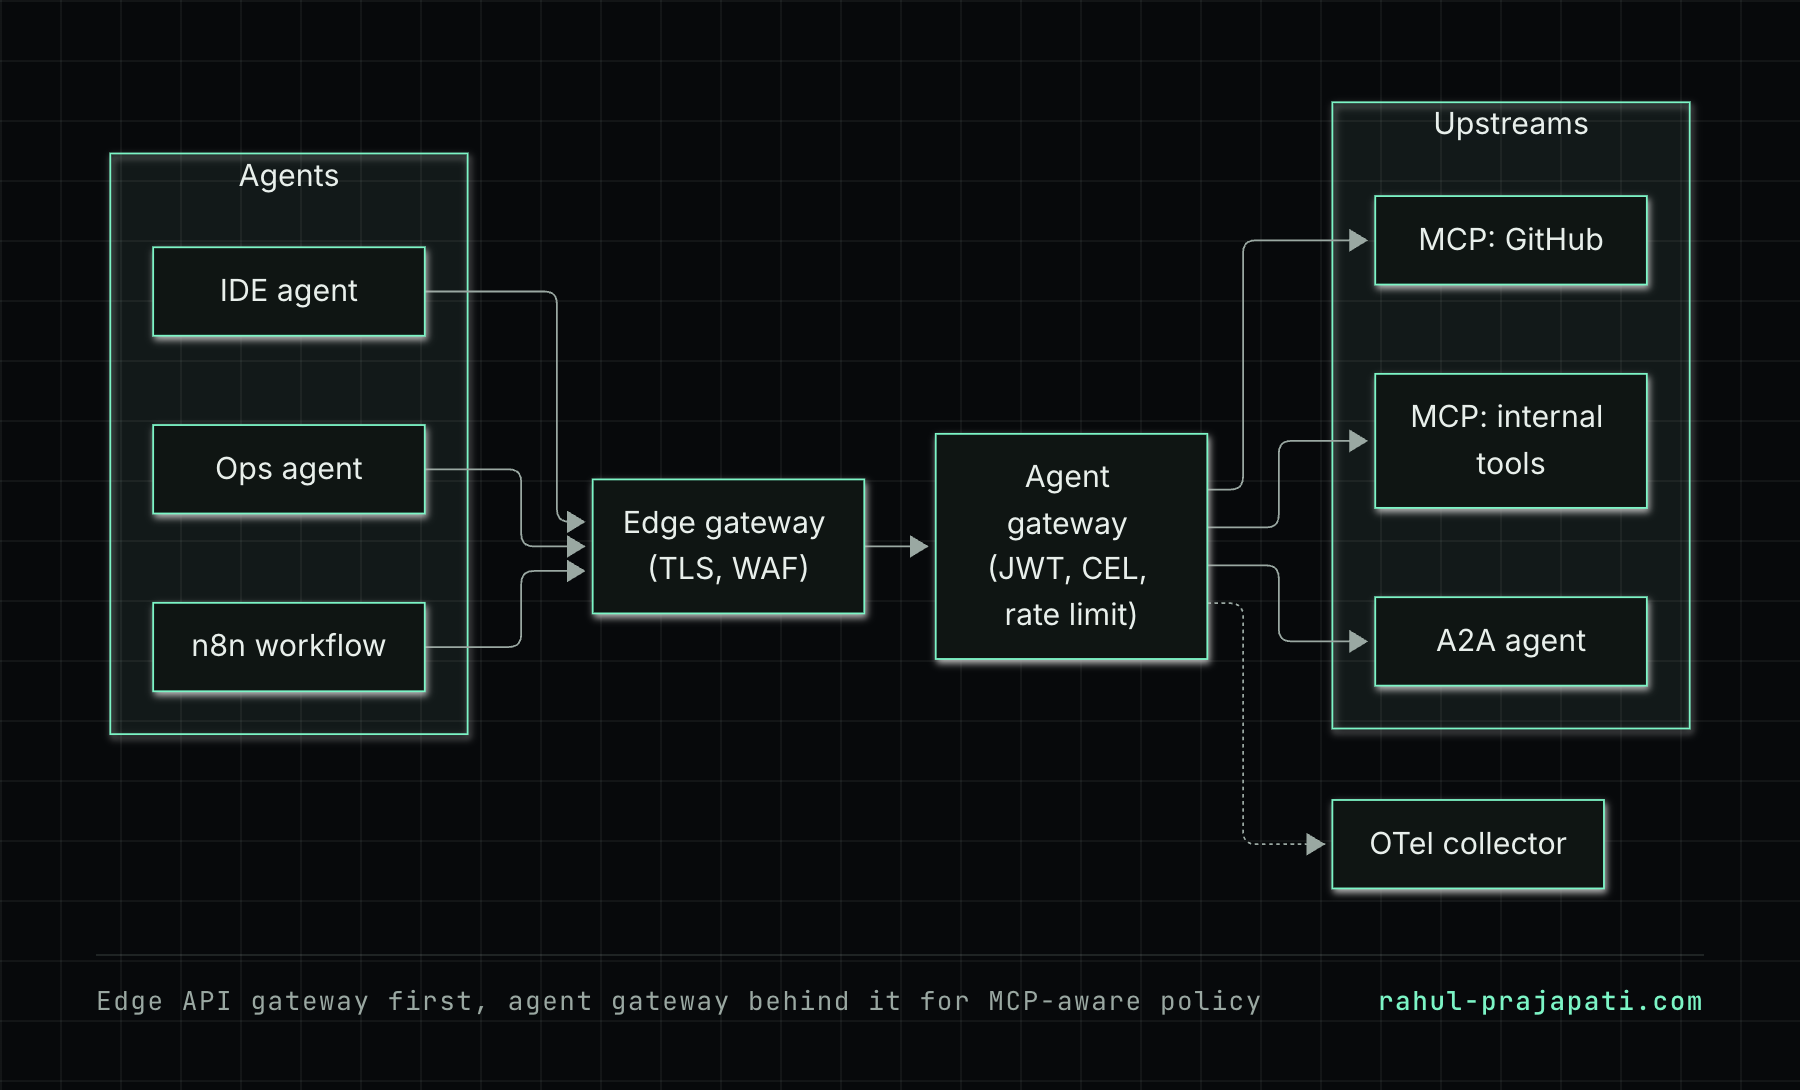 Agents
IDE agent
Ops agent
n8n workflow
Edge gateway
(TLS, WAF)
Agent
gateway
(JWT, CEL,
rate limit)
Upstreams
MCP: GitHub
MCP: internal
tools
A2A agent
OTel collector
Edge API gateway first, agent gateway behind it for MCP-aware policy
rahul-prajapati.com